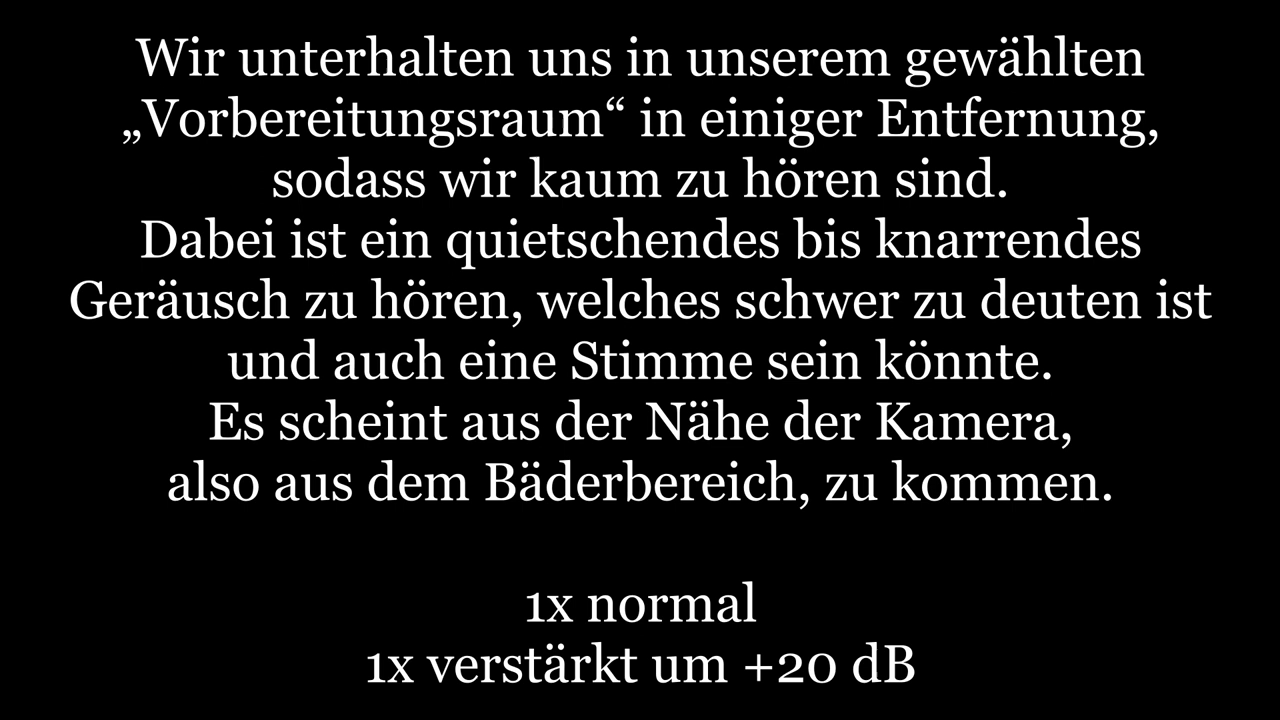 Wir unterhalten uns in unserem gewählten
„Vorbereitungsraum“ in einiger Entfernung,
sodass wir kaum zu hören sind.
Dabei ist ein quietschendes bis knarrendes
Geräusch zu hören, welches schwer zu deuten ist
und auch eine Stimme sein könnte.
Es scheint aus der Nähe der Kamera,
also aus dem Bäderbereich, zu kommen.
1x normal
1x verstärkt um +20 dB